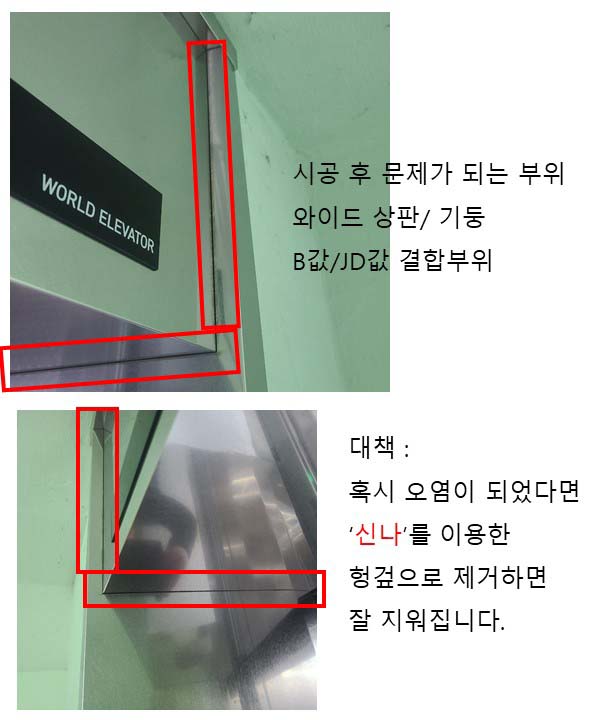 WORLD ELEVATOR
시공 후 문제가 되는 부위
와이드 상판/ 기둥
B값/JD값 결합부위
대책 :
혹시 오염이 되었다면
‘신나’를 이용한
헝겊으로 제거하면
잘 지워집니다.